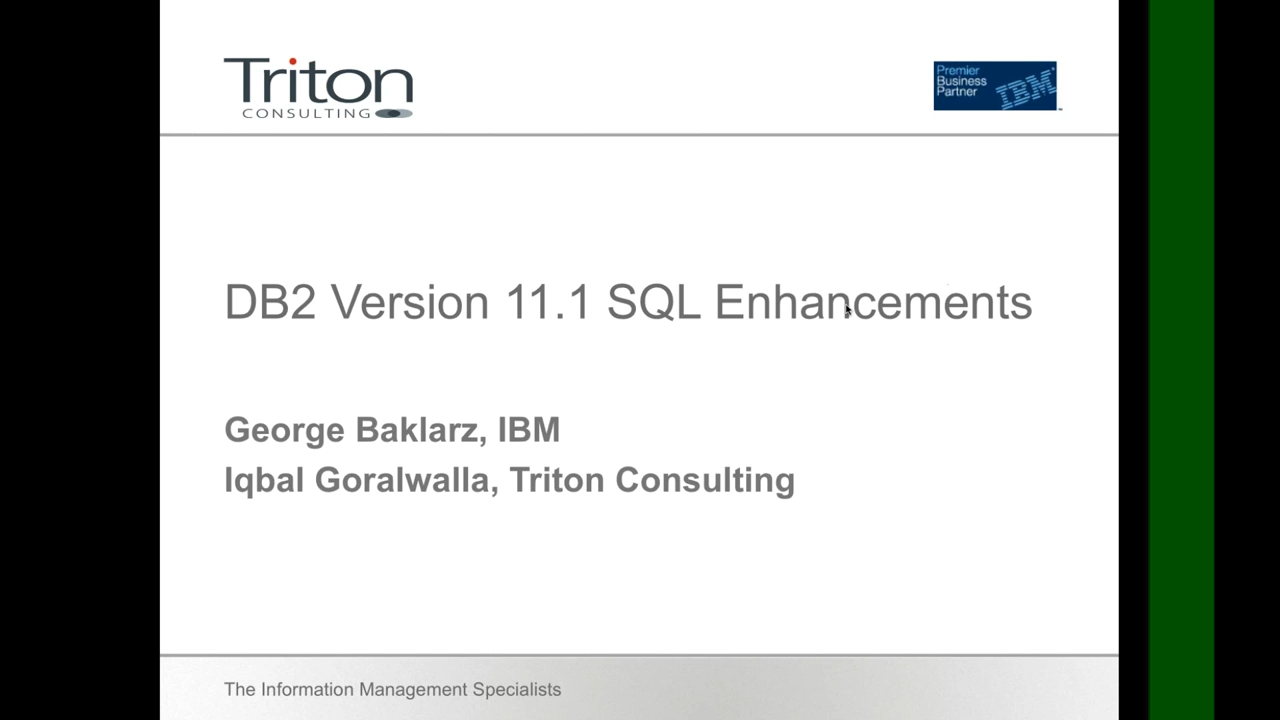 Triton
CONSULTING
Premier
Business
Partner
IBM
DB2 Version 11.1 SQL Enhancements
George Baklarz, IBM
Iqbal Goralwalla, Triton Consulting
The Information Management Specialists